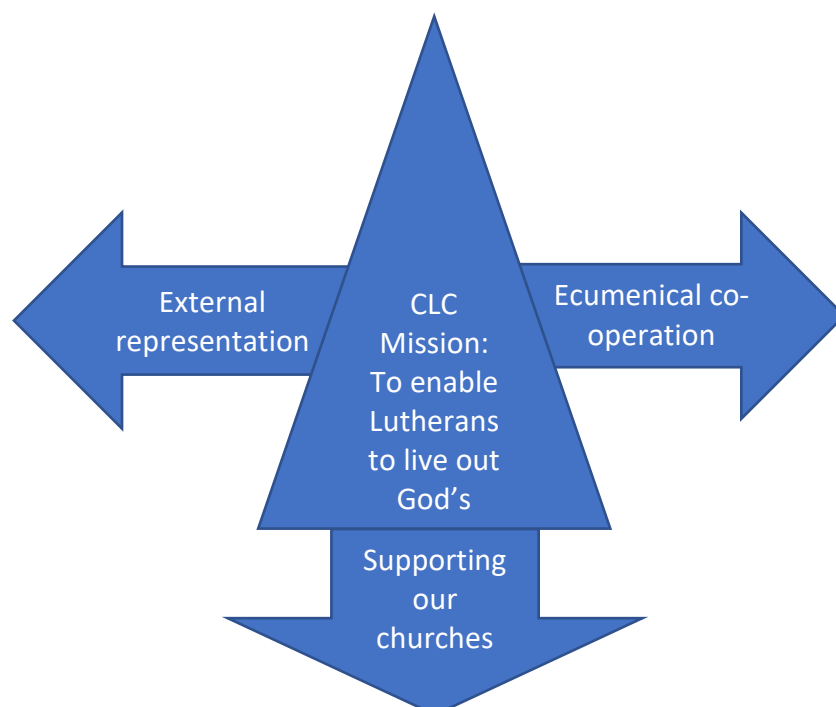 External
representation
CLC
Mission:
To enable
Lutherans
to live out
God's
Ecumenical co-
operation
Supporting
our
churches